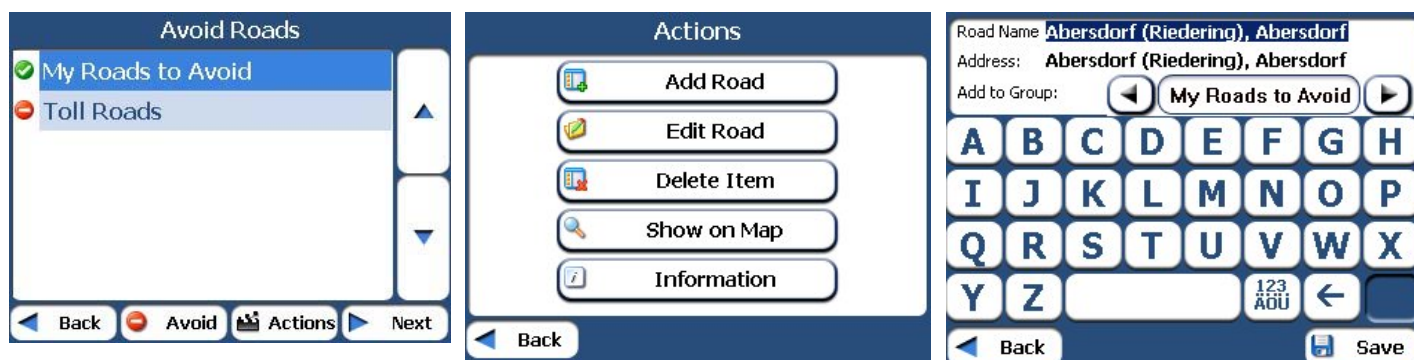 Avoid Roads
My Roads to Avoid
Toll Roads
Back Avoid Actions Next
Actions
Add Road
Edit Road
Delete Item
Show on Map
Information
Back
Road Name Abersdorf (Riedering), Abersdorf
Address: Abersdorf (Riedering), Abersdorf
Add to Group: My Roads to Avoid
A B C D E F G H
I J K L M N O P
Q R S T U V W X
Y Z 123 ÄÖÜ ←
Back Save